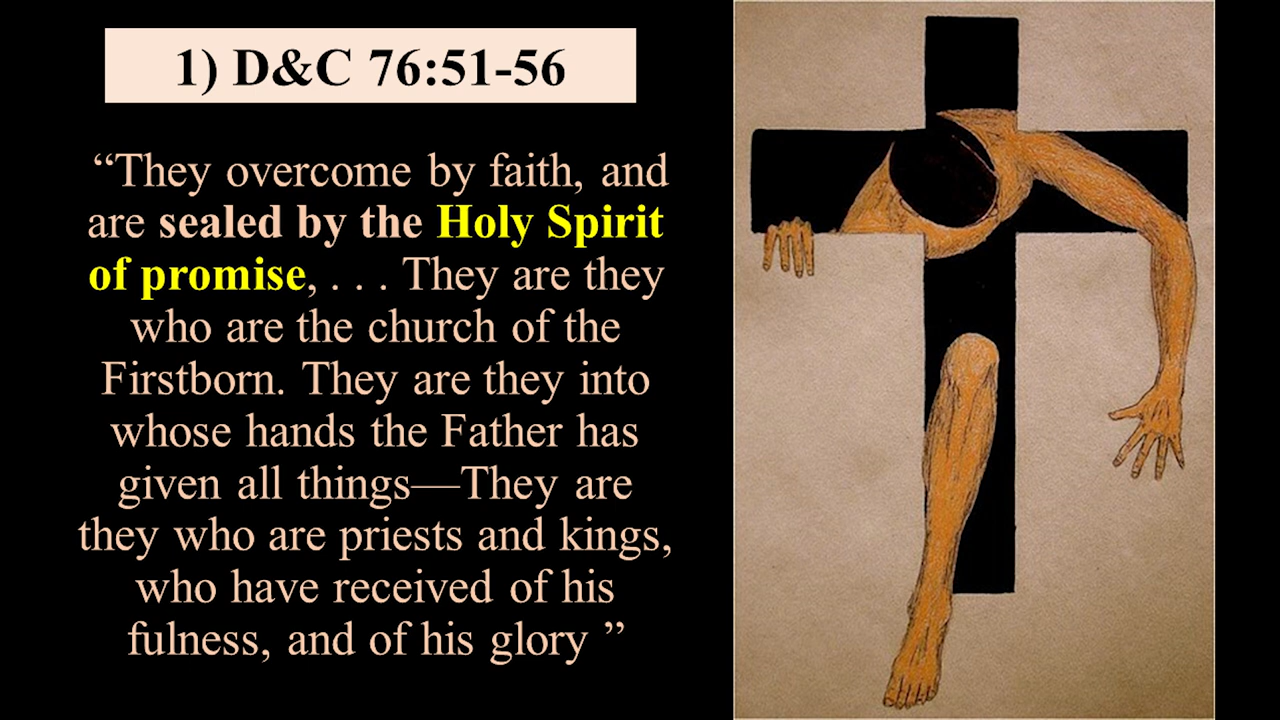 1) D&C 76:51-56
“They overcome by faith, and
are sealed by the Holy Spirit
of promise, . . . They are they
who are the church of the
Firstborn. They are they into
whose hands the Father has
given all things—They are
they who are priests and kings,
who have received of his
fulness, and of his glory ”